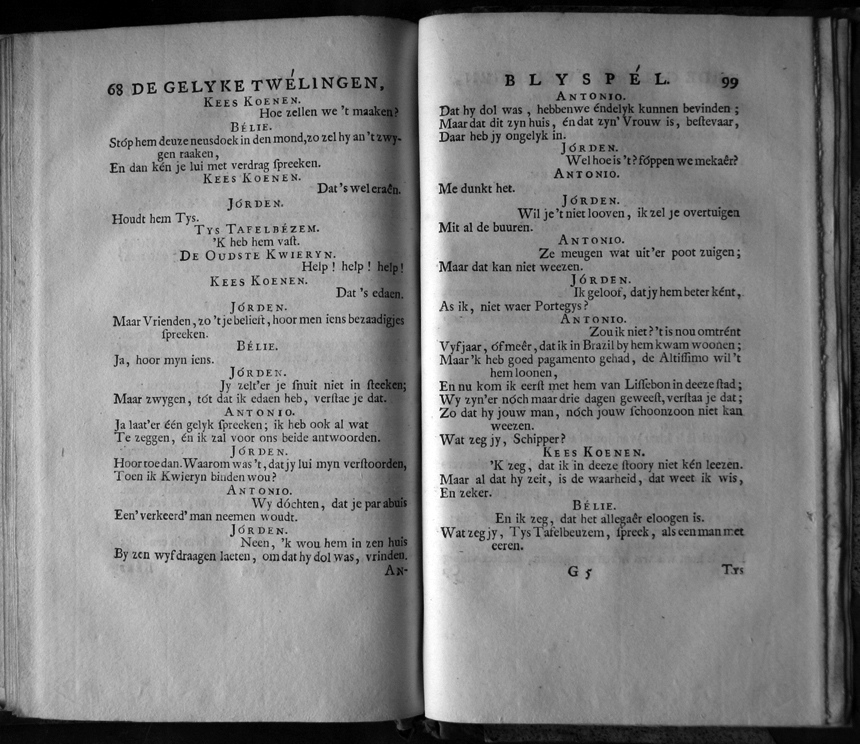 68 DE GELYKE TWÉLINGEN,
KEES KOENEN.
Hoe zellen we 't maaken?
BÉLIE.
Stóp hem deuze neusdoek in den mond, zo zel hy an 't zwy-
gen raaken,
En dan kén je lui met verdrag ſpreeken.
KEES KOENEN.
Dat 's wel eraên.
JÓRDEN.
Houdt hem Tys.
TYS TAFELBÉZEM.
'K heb hem vaſt.
DE OUDSTE KWIERYN.
Help! help! help!
KEES KOENEN.
Dat 's edaen.
JÓRDEN.
Maar Vrienden, zo 't je belieft, hoor men iens bezaadigjes
ſpreeken.
BÉLIE.
Ja, hoor myn iens.
JÓRDEN.
Jy zelt'er je ſnuit niet in ſteeken;
Maar zwygen, tót dat ik edaen heb, verſtae je dat.
ANTONIO.
Ja laat'er één gelyk ſpreeken; ik heb ook al wat
Te zeggen, én ik zal voor ons beide antwoorden.
JÓRDEN.
Hoor toe dan. Waarom was 't, dat jy lui myn verſtoorden,
Toen ik Kwieryn binden wou?
ANTONIO.
Wy dóchten, dat je par abuis
Een' verkeerd' man neemen woudt.
JÓRDEN.
Neen, 'k wou hem in zen huis
By zen wyf draagen laeten, om dat hy dol was, vrinden.
AN-
BLYSPÉL. 99
ANTONIO.
Dat hy dol was, hebben we éndelyk kunnen bevinden;
Maar dat dit zyn huis, én dat zyn' Vrouw is, beſtevaar,
Daar heb jy ongelyk in.
JÓRDEN.
Wel hoe is 't? fóppen we mekaêr?
ANTONIO.
Me dunkt het.
JÓRDEN.
Wil je 't niet looven, ik zel je overtuigen
Mit al de buuren.
ANTONIO.
Ze meugen wat uit'er poot zuigen;
Maar dat kan niet weezen.
JÓRDEN.
Ik geloof, dat jy hem beter ként,
As ik, niet waer Portegys?
ANTONIO.
Zou ik niet? 't is nou omtrént
Vyf jaar, óf meêr, dat ik in Brazil by hem kwam woonen;
Maar 'k heb goed pagamento gehad, de Altiſſimo wil 't
hem loonen,
En nu kom ik eerſt met hem van Liſſebon in deeze ſtad;
Wy zyn'er nóch maar drie dagen geweeſt, verſtaa je dat;
Zo dat hy jouw man, nóch jouw ſchoonzoon niet kan
weezen.
Wat zeg jy, Schipper?
KEES KOENEN.
'K zeg, dat ik in deeze ſtoory niet kén leezen.
Maar al dat hy zeit, is de waarheid, dat weet ik wis,
En zeker.
BÉLIE.
En ik zeg, dat het allegaêr eloogen is.
Wat zeg jy, Tys Tafelbeuzem, ſpreek, als een man met
eeren.
G 5
TYS